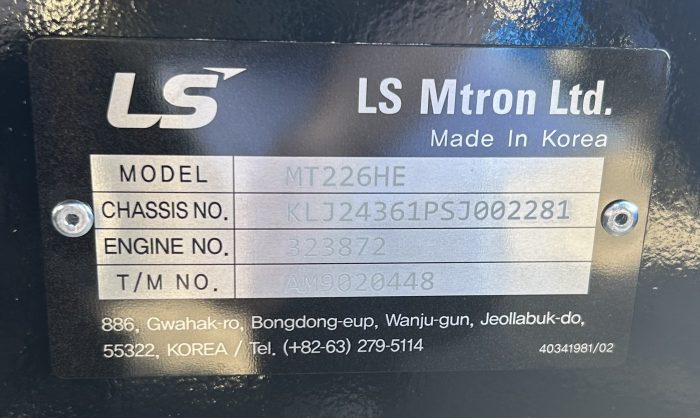 LS LS Mtron Ltd.
Made In Korea
MODEL MT226HE
CHASSIS NO. KLJ24361PSJ002281
ENGINE NO. 323872
T/M NO. AM9020448
886, Gwahak-ro, Bongdong-eup, Wanju-gun, Jeollabuk-do,
55322, KOREA / Tel. (+82-63) 279-5114
40341981/02